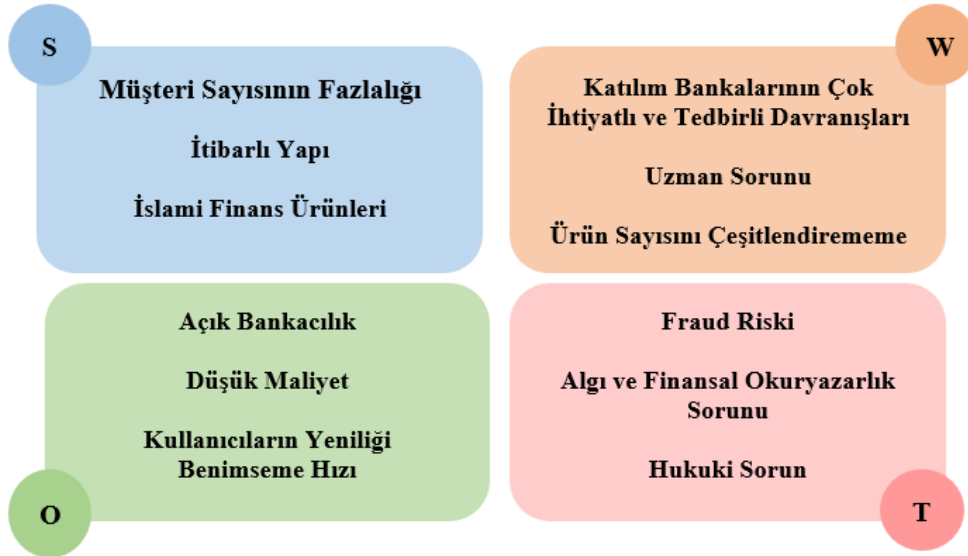 S
Müşteri Sayısının Fazlalığı
İtibarlı Yapı
İslami Finans Ürünleri
W
Katılım Bankalarının Çok
İhtiyatlı ve Tedbirli Davranışları
Uzman Sorunu
Ürün Sayısını Çeşitlendirememe
Açık Bankacılık
Düşük Maliyet
Kullanıcıların Yeniliği
Benimseme Hızı
O
Fraud Riski
Algı ve Finansal Okuryazarlık
Sorunu
Hukuki Sorun
T